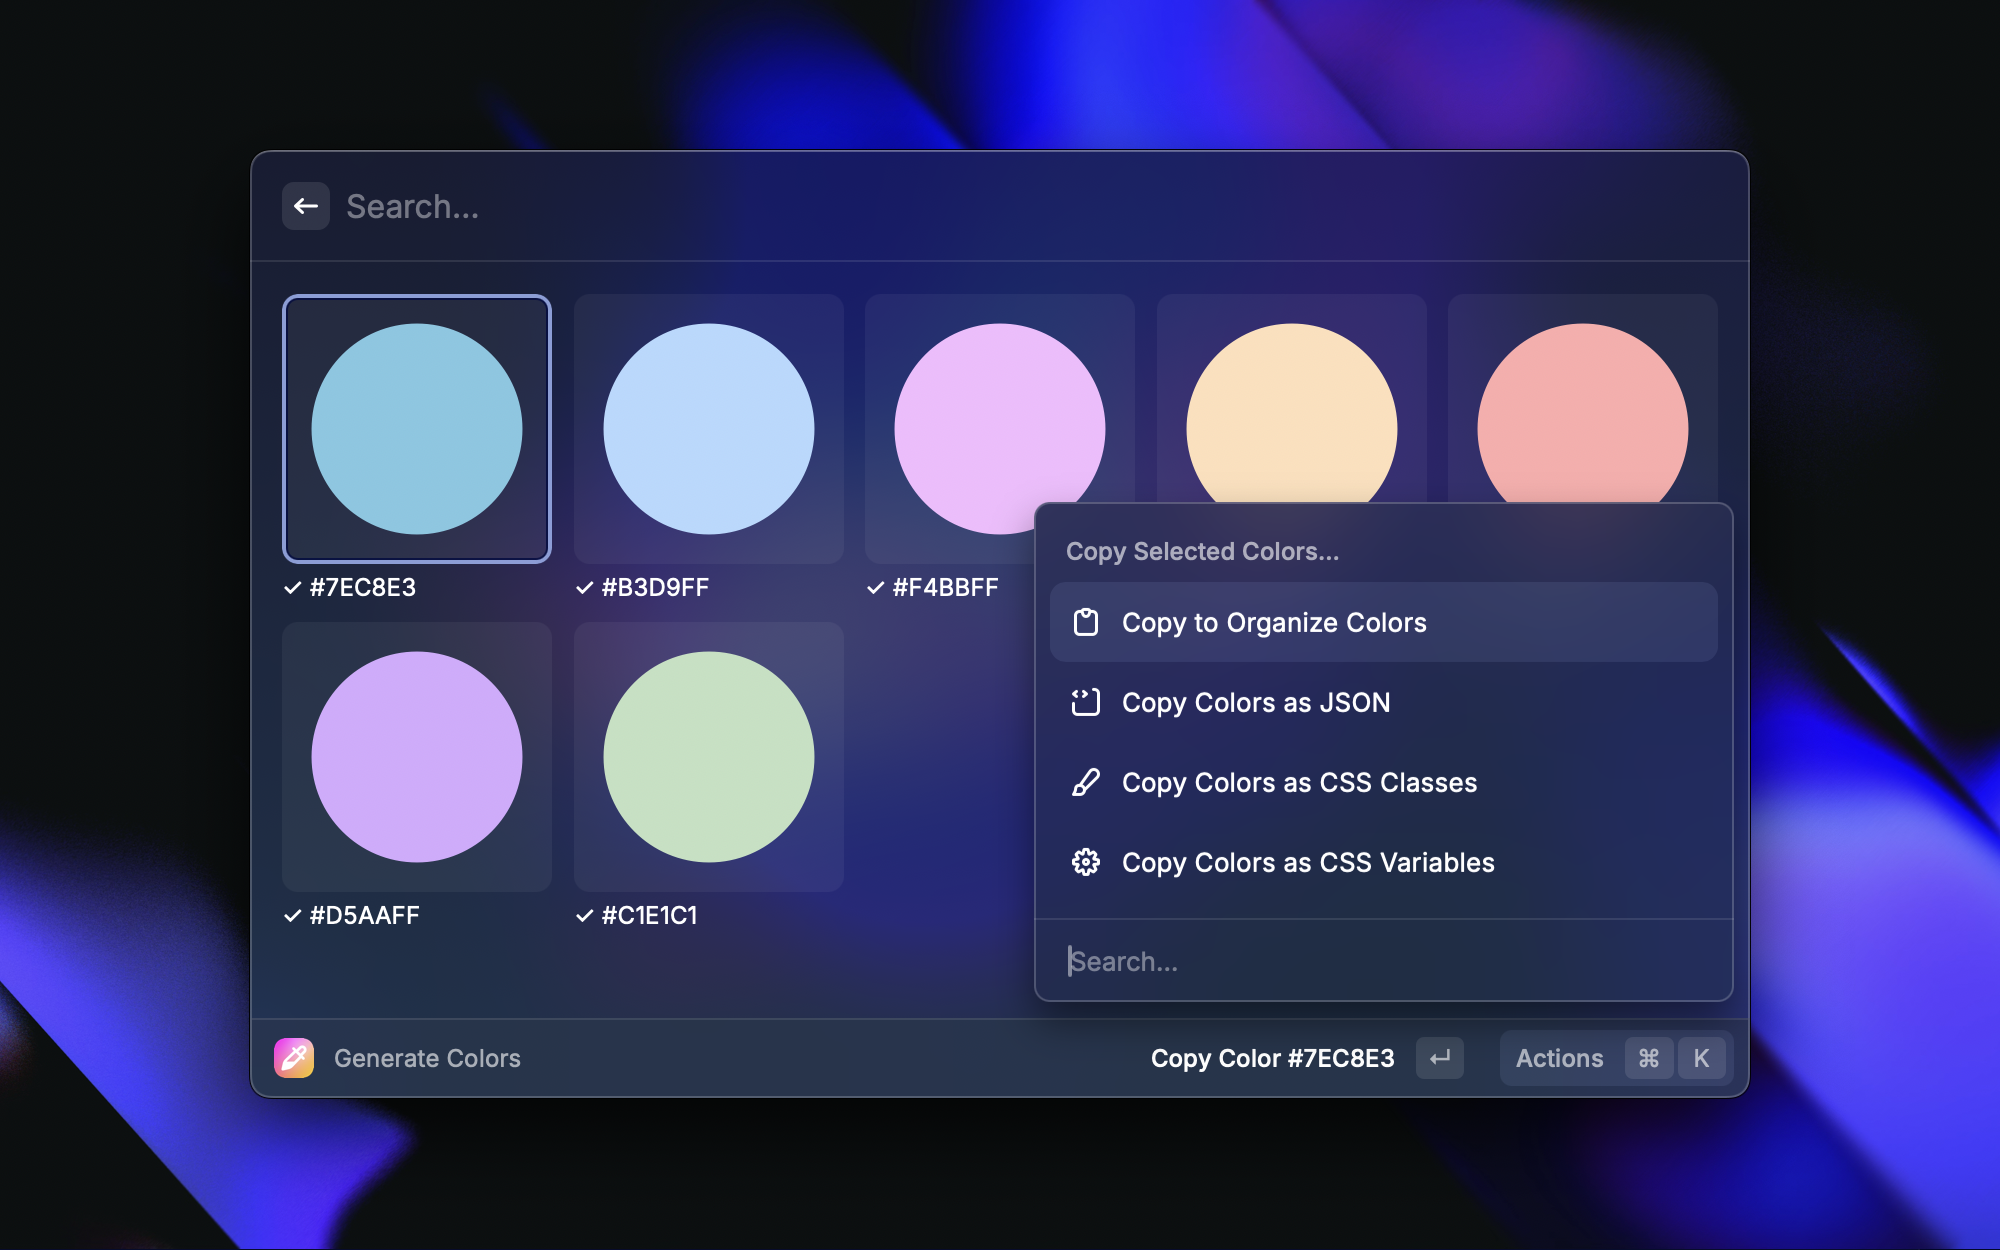 Search...
✓ #7EC8E3
✓ #B3D9FF
✓ #F4BBFF
✓ #D5AAFF
✓ #C1E1C1
Copy Selected Colors...
Copy to Organize Colors
Copy Colors as JSON
Copy Colors as CSS Classes
Copy Colors as CSS Variables
Search...
Generate Colors
Copy Color #7EC8E3
Actions ⌘ K